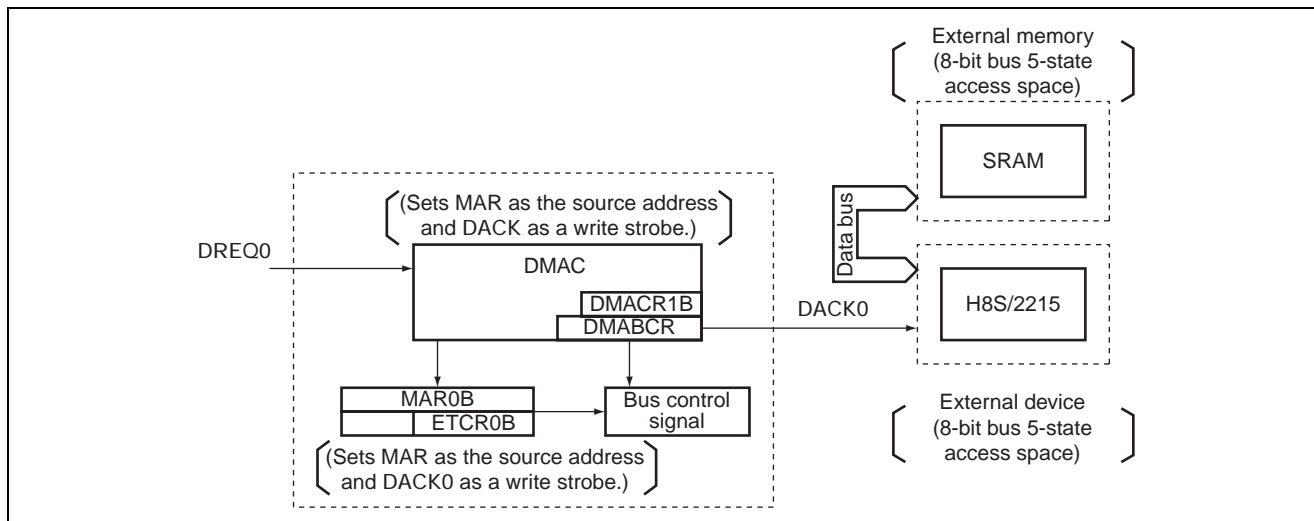 External memory
(8-bit bus 5-state
access space)
SRAM
(Sets MAR as the source address
and DACK as a write strobe.)
DREQ0
DMAC
DMACR1B
DMABCR
Data bus
DACK0
H8S/2215
MAR0B
ETCR0B
Bus control
signal
(Sets MAR as the source address
and DACK0 as a write strobe.)
External device
(8-bit bus 5-state
access space)